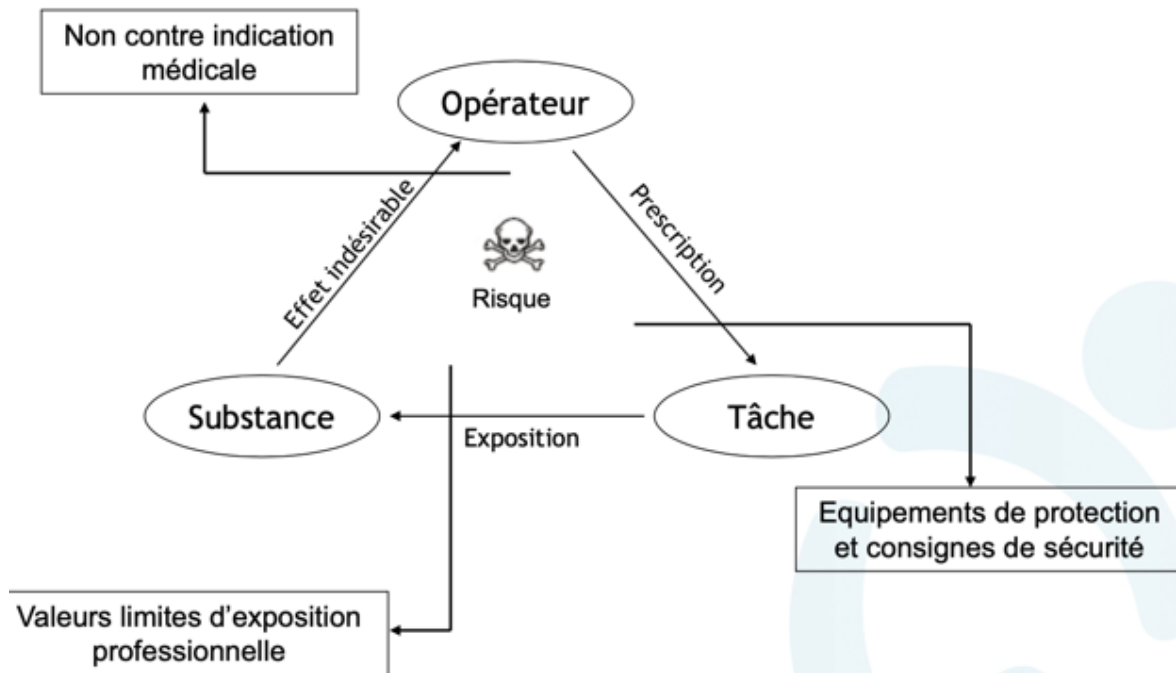 Non contre indication
médicale
Opérateur
Effet indésirable
Prescription
Risque
Substance
Exposition
Tâche
Equipements de protection
et consignes de sécurité
Valeurs limites d’exposition
professionnelle